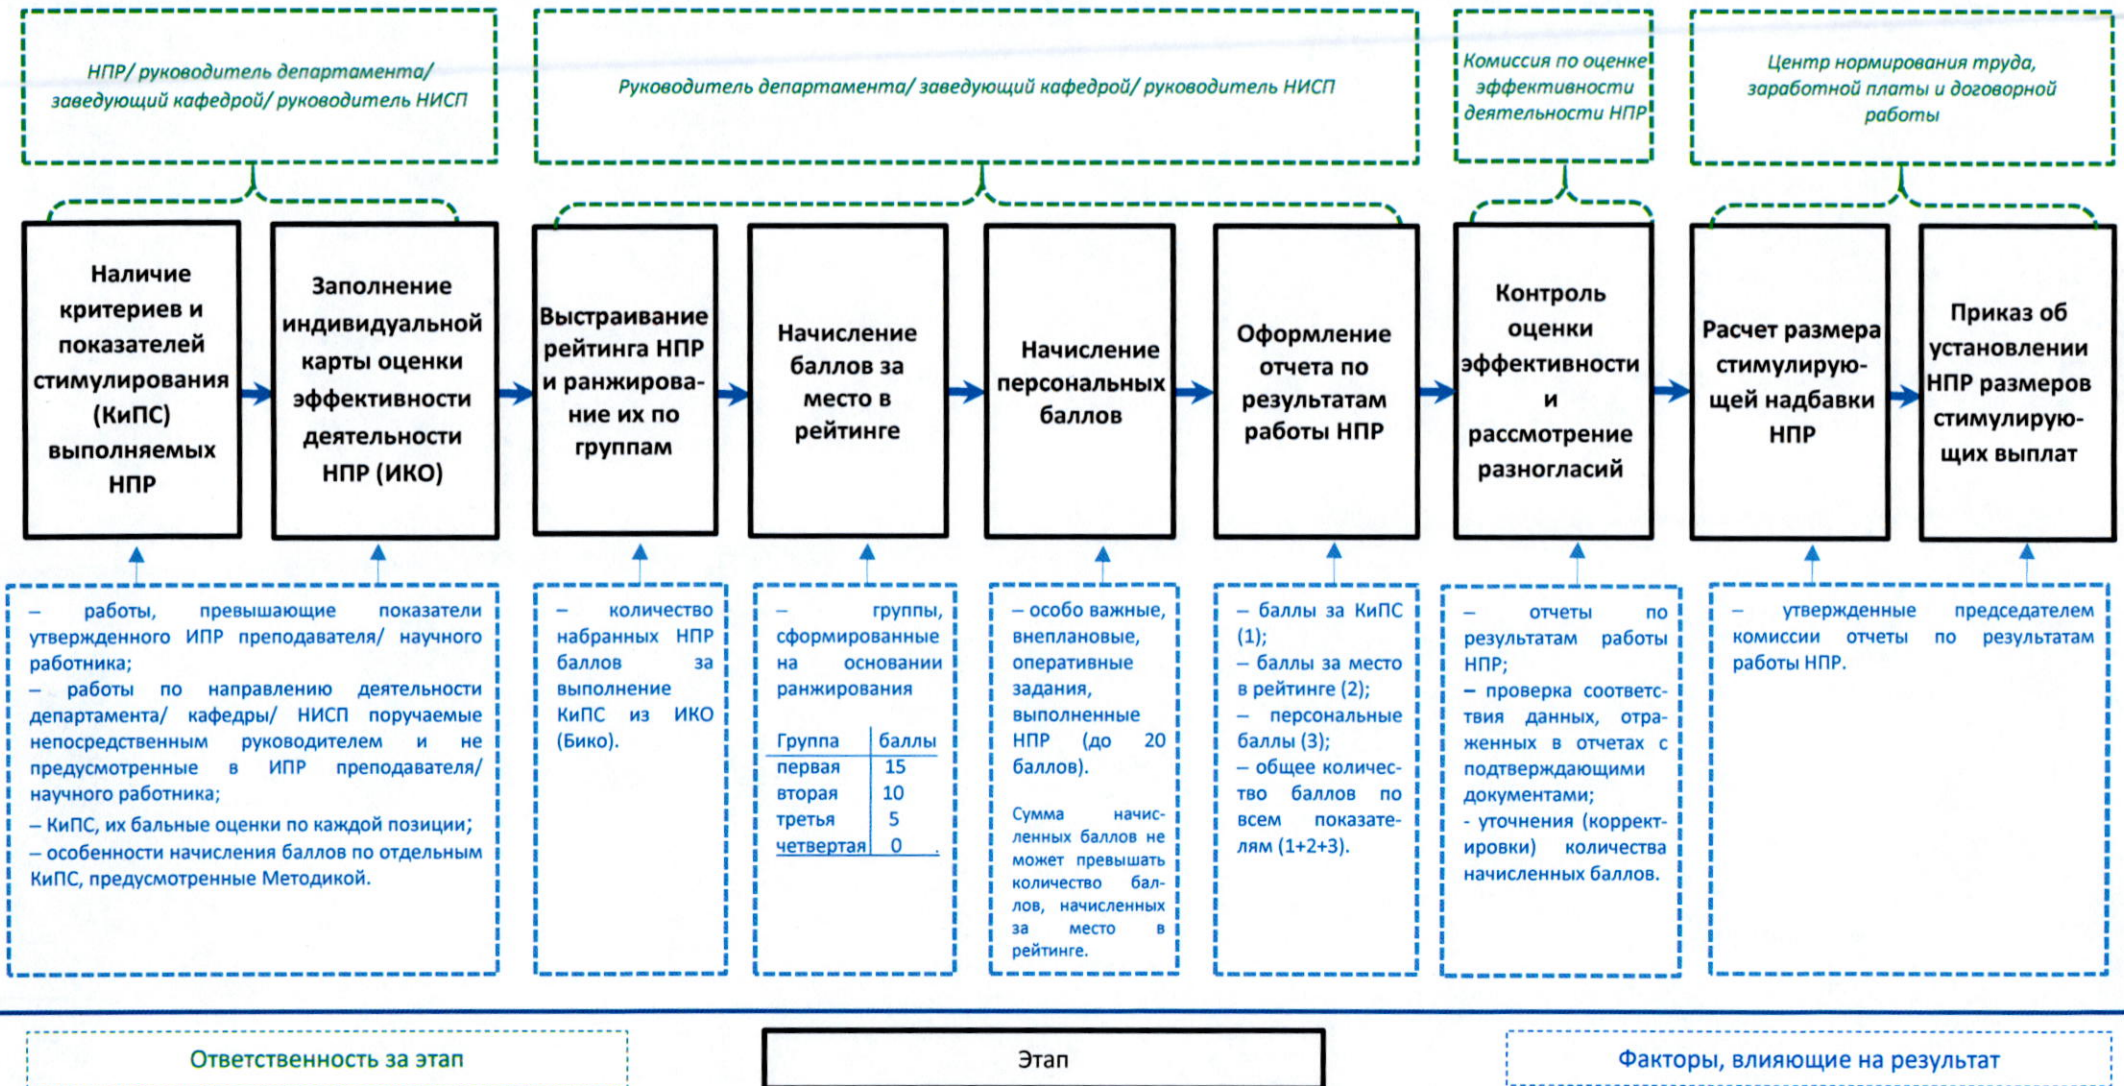 НПР/ руководитель департамента/
заведующий кафедрой/ руководитель НИСП
Руководитель департамента/ заведующий кафедрой/ руководитель НИСП
Комиссия по оценке
эффективности
деятельности НПР
Центр нормирования труда,
заработной платы и договорной
работы
Наличие
критериев и
показателей
стимулирования
(КиПС)
выполняемых
НПР
Заполнение
индивидуальной
карты оценки
эффективности
деятельности
НПР (ИКО)
Выстраивание
рейтинга НПР
и ранжирова-
ние их по
группам
Начисление
баллов за
место в
рейтинге
Начисление
персональных
баллов
Оформление
отчета по
результатам
работы НПР
Контроль
оценки
эффективности
и
рассмотрение
разногласий
Расчет размера
стимулирую-
щей надбавки
НПР
Приказ об
установлении
НПР размеров
стимулирую-
щих выплат
– работы, превышающие показатели
утвержденного ИПР преподавателя/ научного
работника;
– работы по направлению деятельности
департамента/ кафедры/ НИСП поручаемые
непосредственным руководителем и не
предусмотренные в ИПР преподавателя/
научного работника;
– КиПС, их бальные оценки по каждой позиции;
– особенности начисления баллов по отдельным
КиПС, предусмотренные Методикой.
– количество
набранных НПР
баллов за
выполнение
КиПС из ИКО
(Бико).
– группы,
сформированные
на основании
ранжирования
Группа баллы
первая 15
вторая 10
третья 5
четвертая 0 .
– особо важные,
внеплановые,
оперативные
задания,
выполненные
НПР (до 20
баллов).
Сумма начис-
ленных баллов не
может превышать
количество бал-
лов, начисленных
за место в
рейтинге.
– баллы за КиПС
(1);
– баллы за место
в рейтинге (2);
– персональные
баллы (3);
– общее количес-
тво баллов по
всем показате-
лям (1+2+3).
– отчеты по
результатам работы
НПР;
– проверка соответс-
твия данных, отра-
женных в отчетах с
подтверждающими
документами;
- уточнения (коррект-
ировки) количества
начисленных баллов.
– утвержденные председателем
комиссии отчеты по результатам
работы НПР.
Ответственность за этап
Этап
Факторы, влияющие на результат